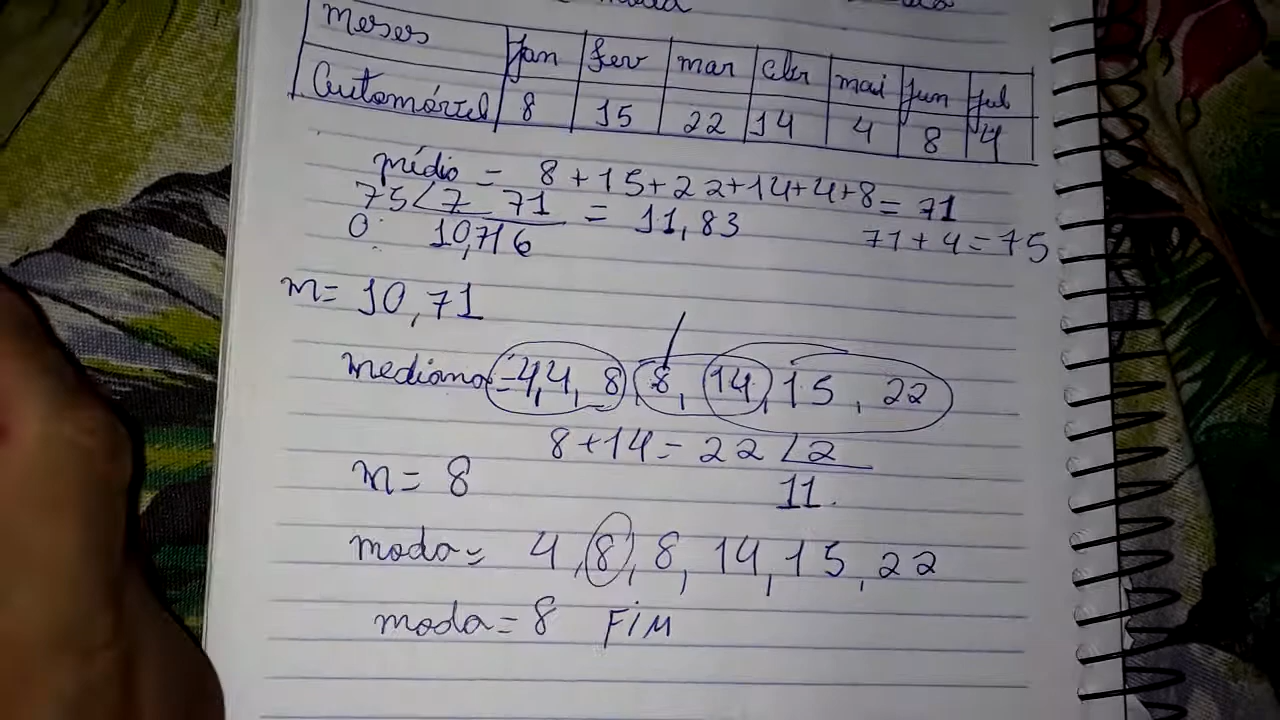 meses Jan fev mar abr mai Jun Jul
Automóvel 8 15 22 14 4 8 4
média = 8+15+22+14+4+8 = 71
75 7 71 = 11,83 71+4=75
0 10,716
m= 10,71
mediana = 4,4, 8, 8, 14, 15, 22
8+14= 22 2
m= 8 11.
moda= 4, 8, 8, 14, 15, 22
moda= 8 FIM